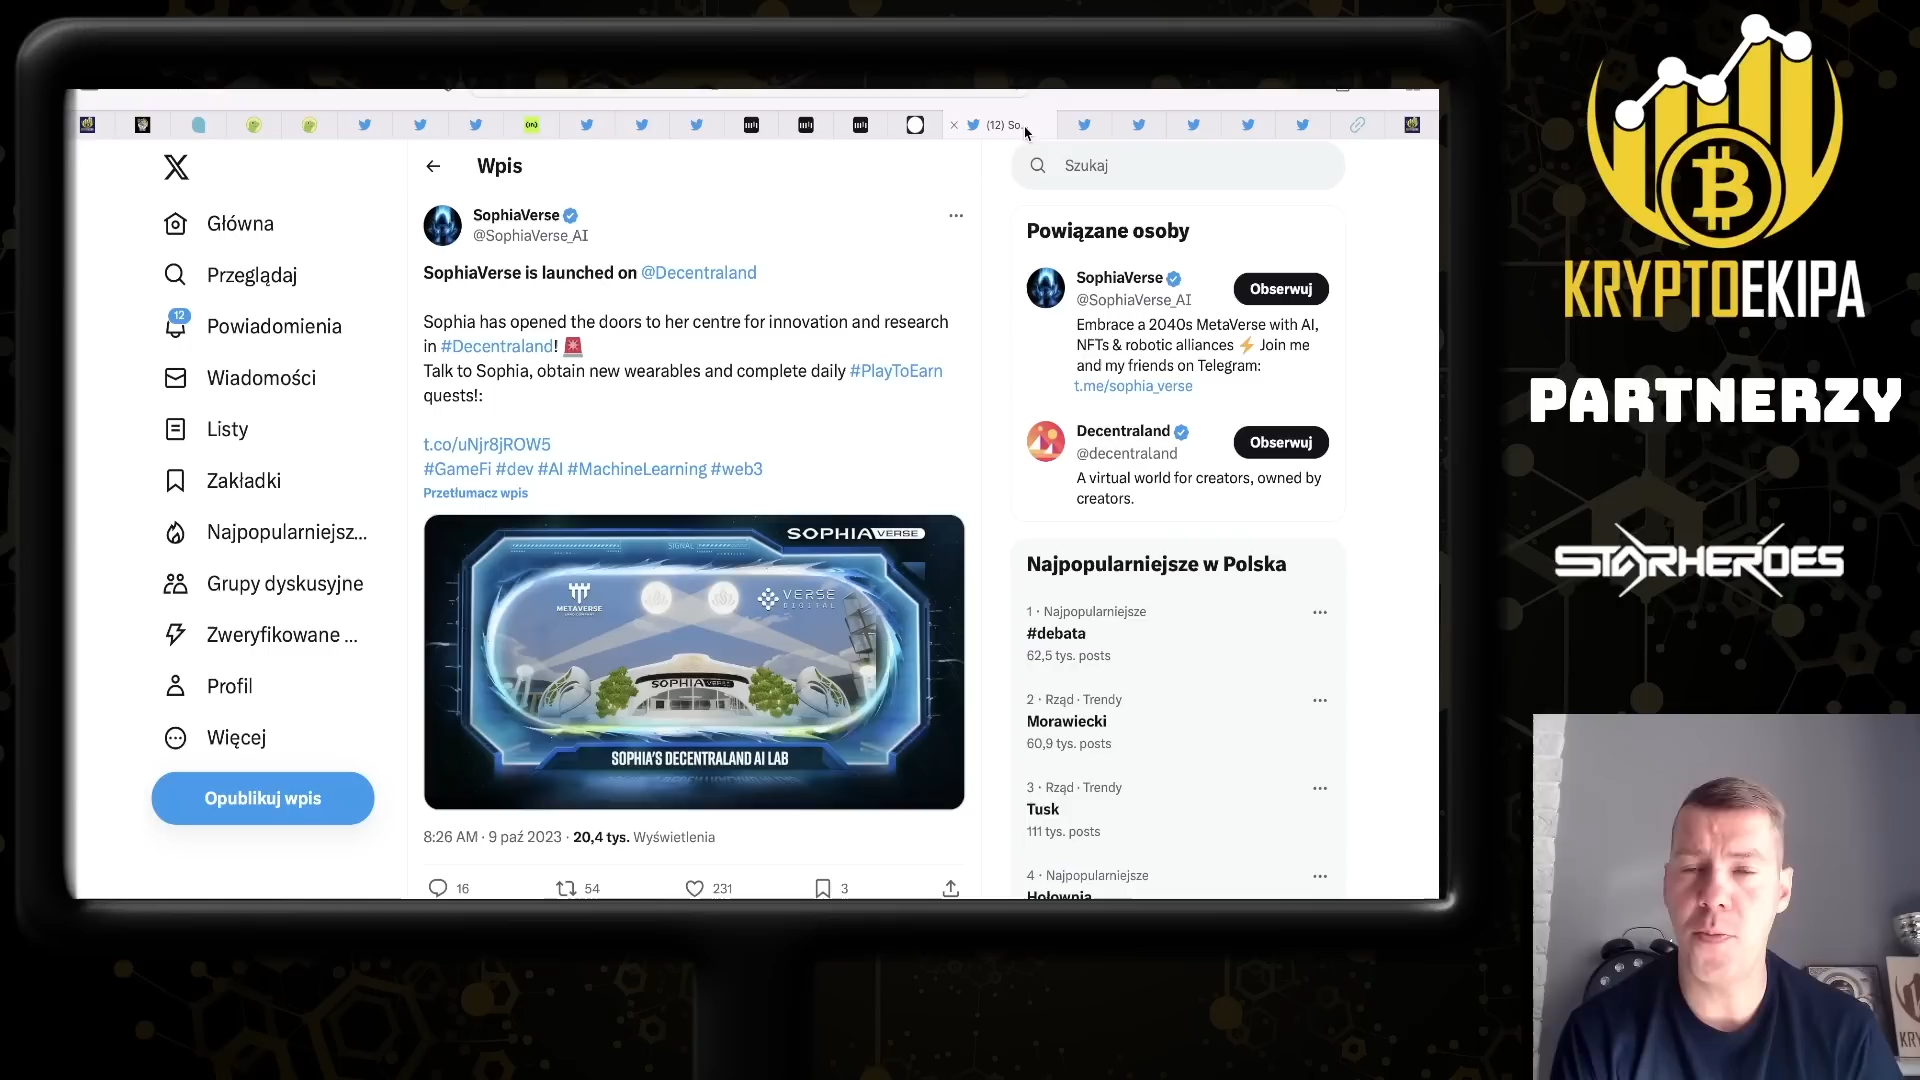 (12) So...
Główna
Przeglądaj
12
Powiadomienia
Wiadomości
Listy
Zakładki
Najpopularniejsz...
Grupy dyskusyjne
Zweryfikowane ...
Profil
Więcej
Opublikuj wpis
Wpis
SophiaVerse
@SophiaVerse_AI
SophiaVerse is launched on @Decentraland
Sophia has opened the doors to her centre for innovation and research
in #Decentraland! 🚨
Talk to Sophia, obtain new wearables and complete daily #PlayToEarn
quests!:
t.co/uNjr8jROW5
#GameFi #dev #AI #MachineLearning #web3
Przetłumacz wpis
SOPHIAVERSE
SIGNAL
METAVERSE
VERSE
DIGITAL
SOPHIAVERSE
SOPHIA'S DECENTRALAND AI LAB
8:26 AM · 9 paź 2023 · 20,4 tys. Wyświetlenia
16
54
231
3
Szukaj
Powiązane osoby
SophiaVerse
@SophiaVerse_AI
Obserwuj
Embrace a 2040s MetaVerse with AI,
NFTs & robotic alliances ⚡ Join me
and my friends on Telegram:
t.me/sophia_verse
Decentraland
@decentraland
Obserwuj
A virtual world for creators, owned by
creators.
Najpopularniejsze w Polska
1 · Najpopularniejsze
#debata
62,5 tys. posts
2 · Rząd · Trendy
Morawiecki
60,9 tys. posts
3 · Rząd · Trendy
Tusk
111 tys. posts
4 · Najpopularniejsze
Hołownia
KRYPTOEKIPA
PARTNERZY
STARHEROES